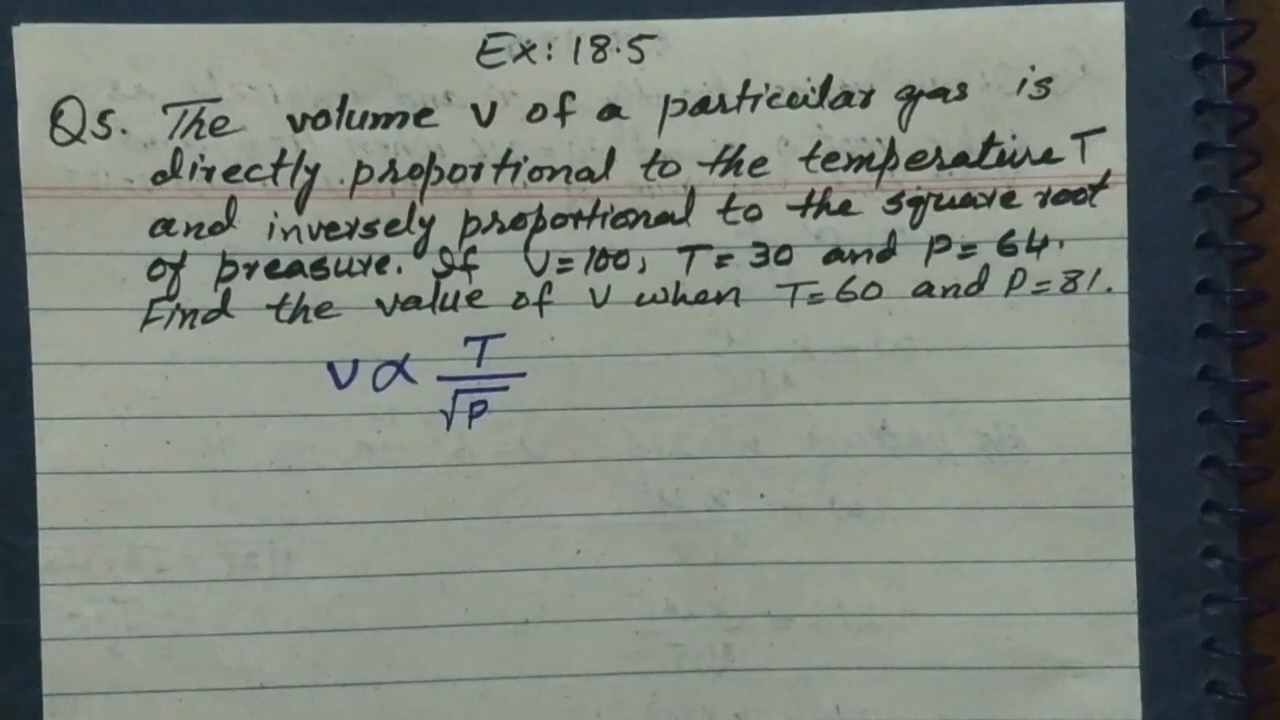 Ex: 18.5
Q5. The volume V of a particular gas is
directly proportional to the temperature T
and inversely proportional to the square root
of preasure. If V=100, T=30 and P=64.
Find the value of V when T=60 and P=81.
V ∝ T
√P